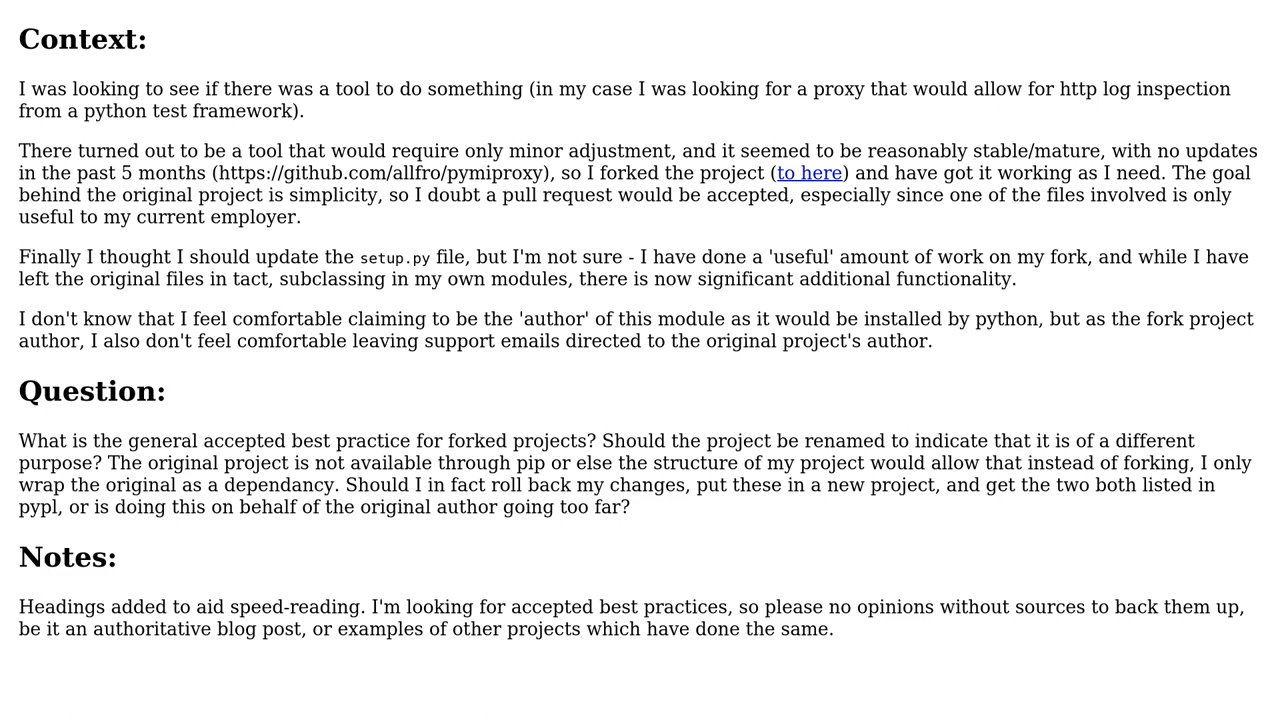 Context:
I was looking to see if there was a tool to do something (in my case I was looking for a proxy that would allow for http log inspection
from a python test framework).
There turned out to be a tool that would require only minor adjustment, and it seemed to be reasonably stable/mature, with no updates
in the past 5 months (https://github.com/allfro/pymiproxy), so I forked the project (to here) and have got it working as I need. The goal
behind the original project is simplicity, so I doubt a pull request would be accepted, especially since one of the files involved is only
useful to my current employer.
Finally I thought I should update the setup.py file, but I'm not sure - I have done a 'useful' amount of work on my fork, and while I have
left the original files in tact, subclassing in my own modules, there is now significant additional functionality.
I don't know that I feel comfortable claiming to be the 'author' of this module as it would be installed by python, but as the fork project
author, I also don't feel comfortable leaving support emails directed to the original project's author.
Question:
What is the general accepted best practice for forked projects? Should the project be renamed to indicate that it is of a different
purpose? The original project is not available through pip or else the structure of my project would allow that instead of forking, I only
wrap the original as a dependancy. Should I in fact roll back my changes, put these in a new project, and get the two both listed in
pypl, or is doing this on behalf of the original author going too far?
Notes:
Headings added to aid speed-reading. I'm looking for accepted best practices, so please no opinions without sources to back them up,
be it an authoritative blog post, or examples of other projects which have done the same.